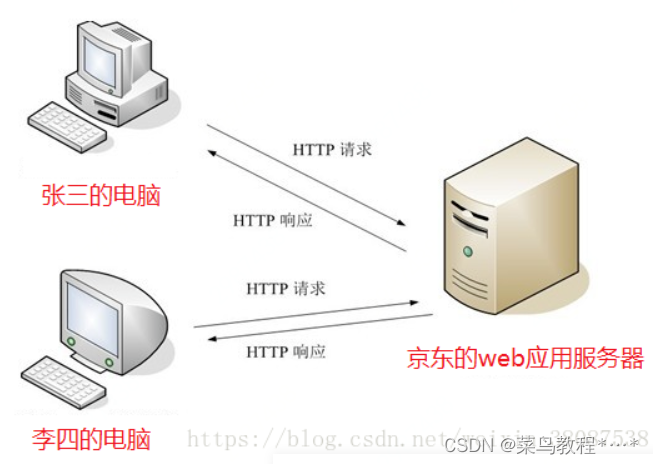 HTTP 请求
张三的电脑
HTTP 响应
HTTP 请求
HTTP 响应
京东的web应用服务器
李四的电脑
https://blog.csdn.net/
38087538
CSDN @菜鸟教程*…*